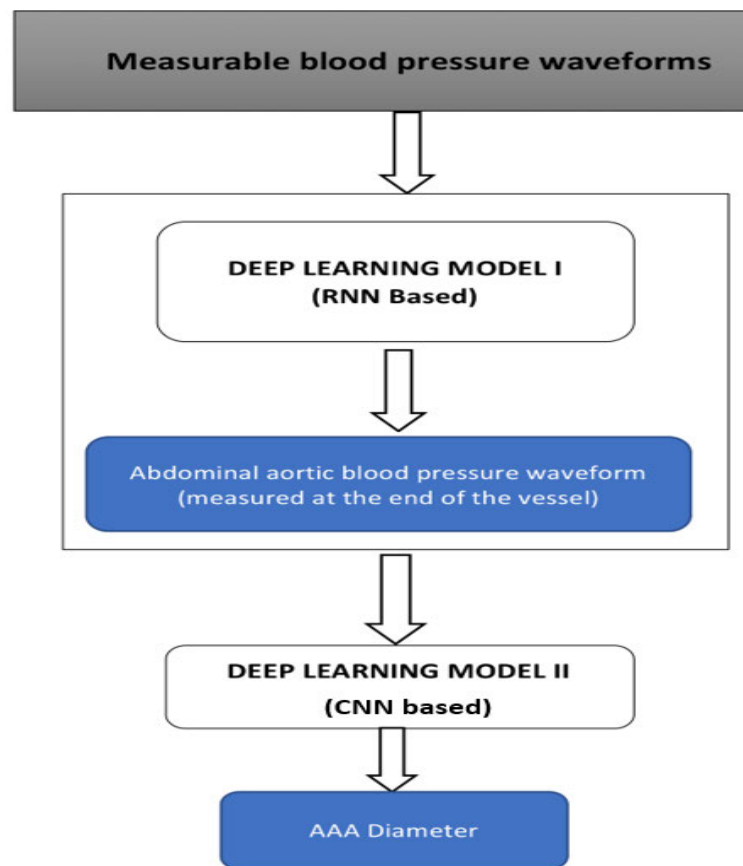 Measurable blood pressure waveforms
DEEP LEARNING MODEL I
(RNN Based)
Abdominal aortic blood pressure waveform
(measured at the end of the vessel)
DEEP LEARNING MODEL II
(CNN based)
AAA Diameter